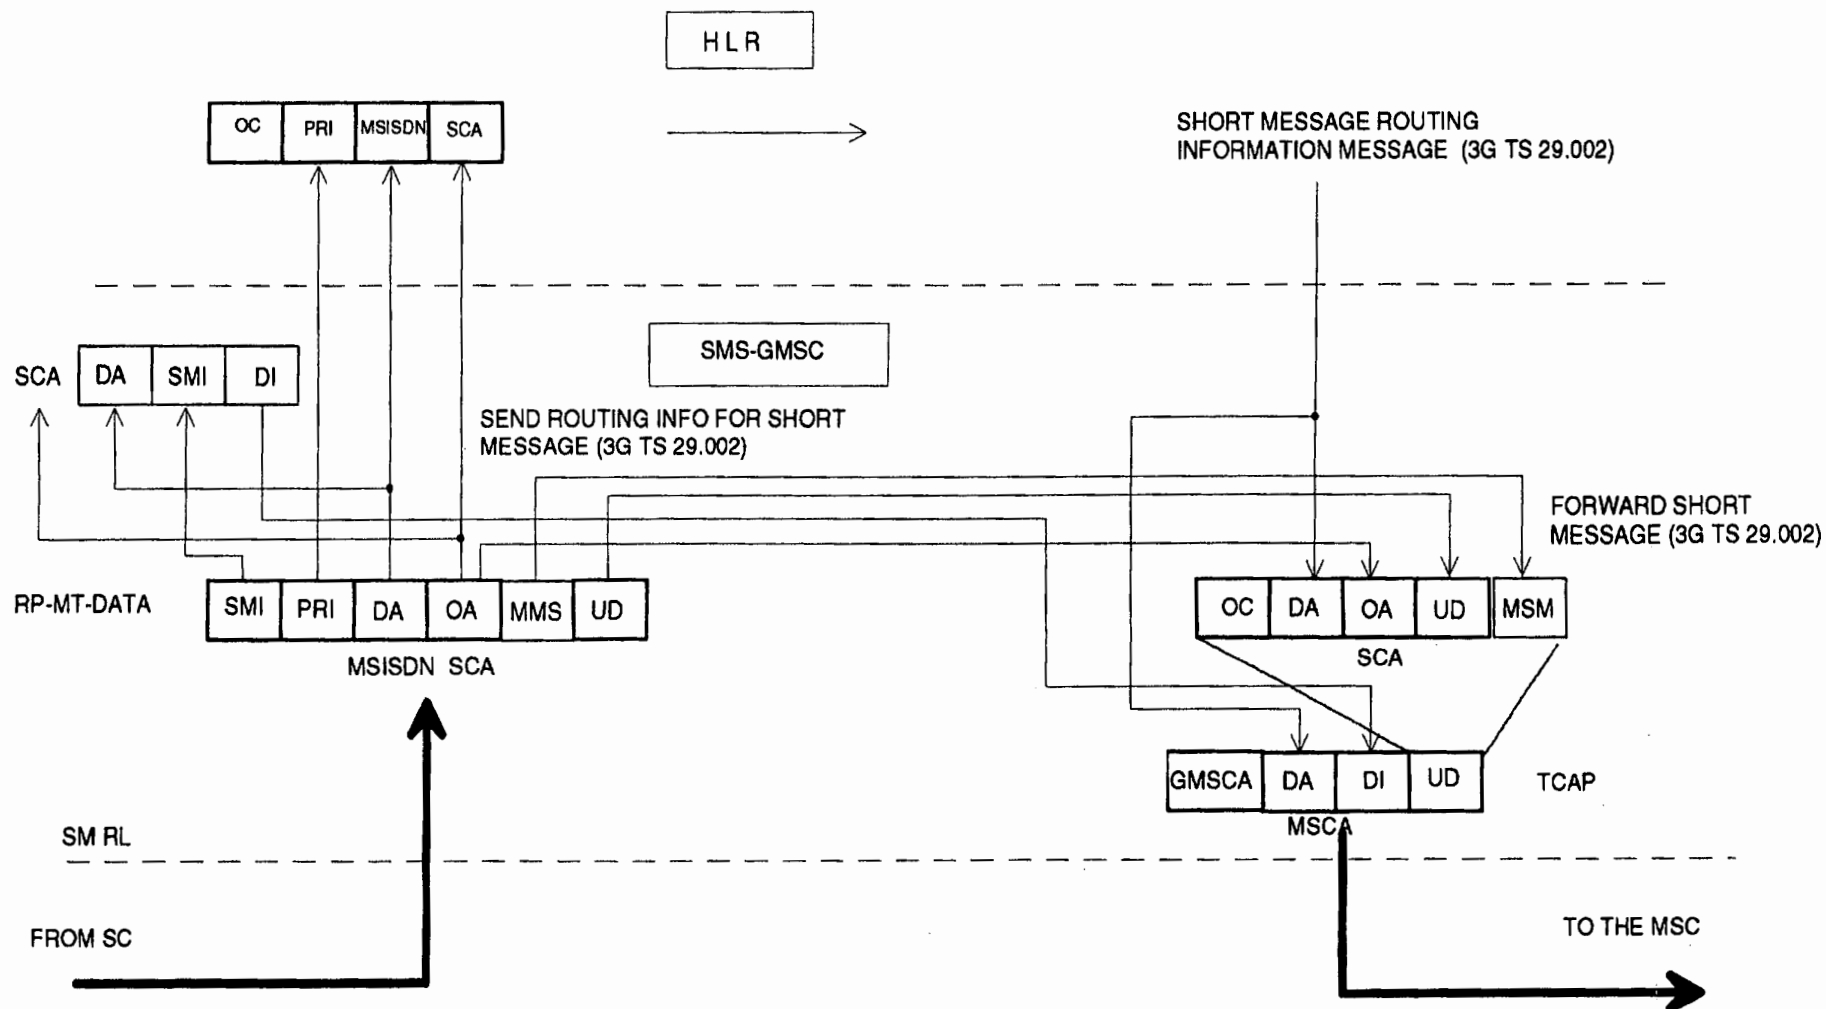 HLR
OC PRI MSISDN SCA
SHORT MESSAGE ROUTING
INFORMATION MESSAGE (3G TS 29.002)
SMS-GMSC
SCA DA SMI DI
SEND ROUTING INFO FOR SHORT
MESSAGE (3G TS 29.002)
FORWARD SHORT
MESSAGE (3G TS 29.002)
RP-MT-DATA SMI PRI DA OA MMS UD
MSISDN SCA
OC DA OA UD MSM
SCA
GMSCA DA DI UD TCAP
MSCA
SM RL
FROM SC
TO THE MSC